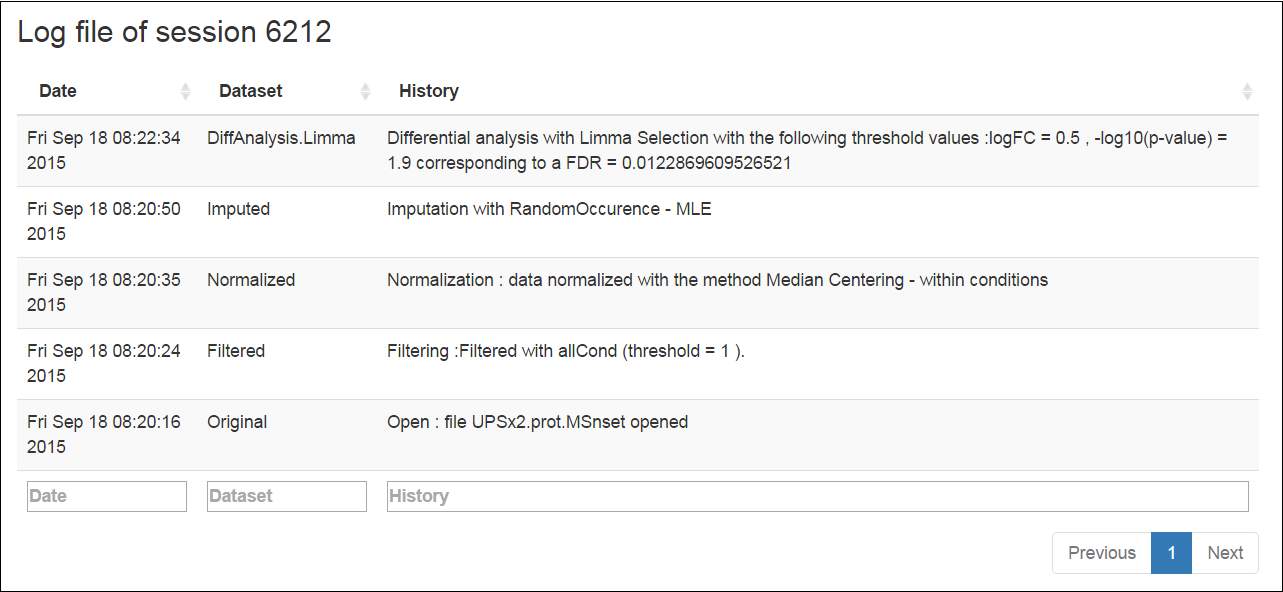 Log file of session 6212
Date Dataset History
Fri Sep 18 08:22:34 DiffAnalysis.Limma Differential analysis with Limma Selection with the following threshold values :logFC = 0.5 , -log10(p-value) =
2015 1.9 corresponding to a FDR = 0.0122869609526521
Fri Sep 18 08:20:50 Imputed Imputation with RandomOccurence - MLE
2015
Fri Sep 18 08:20:35 Normalized Normalization : data normalized with the method Median Centering - within conditions
2015
Fri Sep 18 08:20:24 Filtered Filtering :Filtered with allCond (threshold = 1 ).
2015
Fri Sep 18 08:20:16 Original Open : file UPSx2.prot.MSnset opened
2015
Date Dataset History
Previous 1 Next